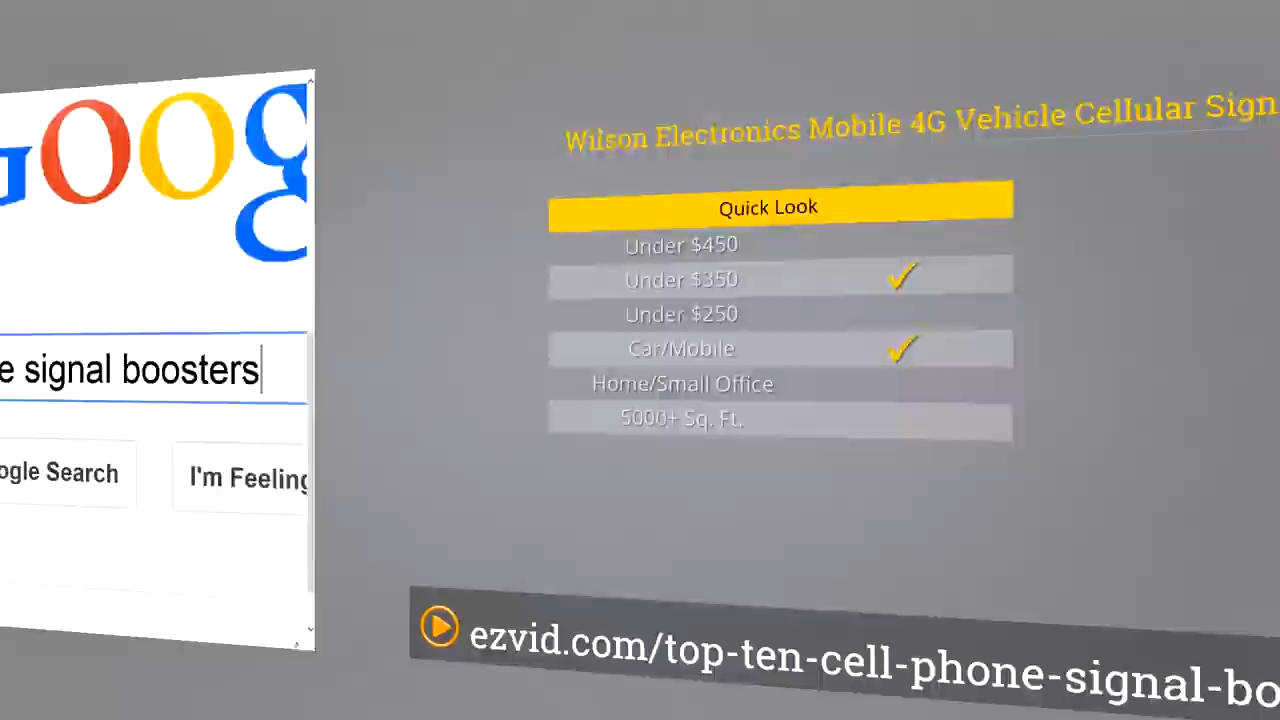 Goog
e signal boosters
ogle Search
I'm Feeling
Wilson Electronics Mobile 4G Vehicle Cellular Sign
Quick Look
Under $450
Under $350 ✓
Under $250
Car/Mobile ✓
Home/Small Office
5000+ Sq. Ft.
ezvid.com/top-ten-cell-phone-signal-bo